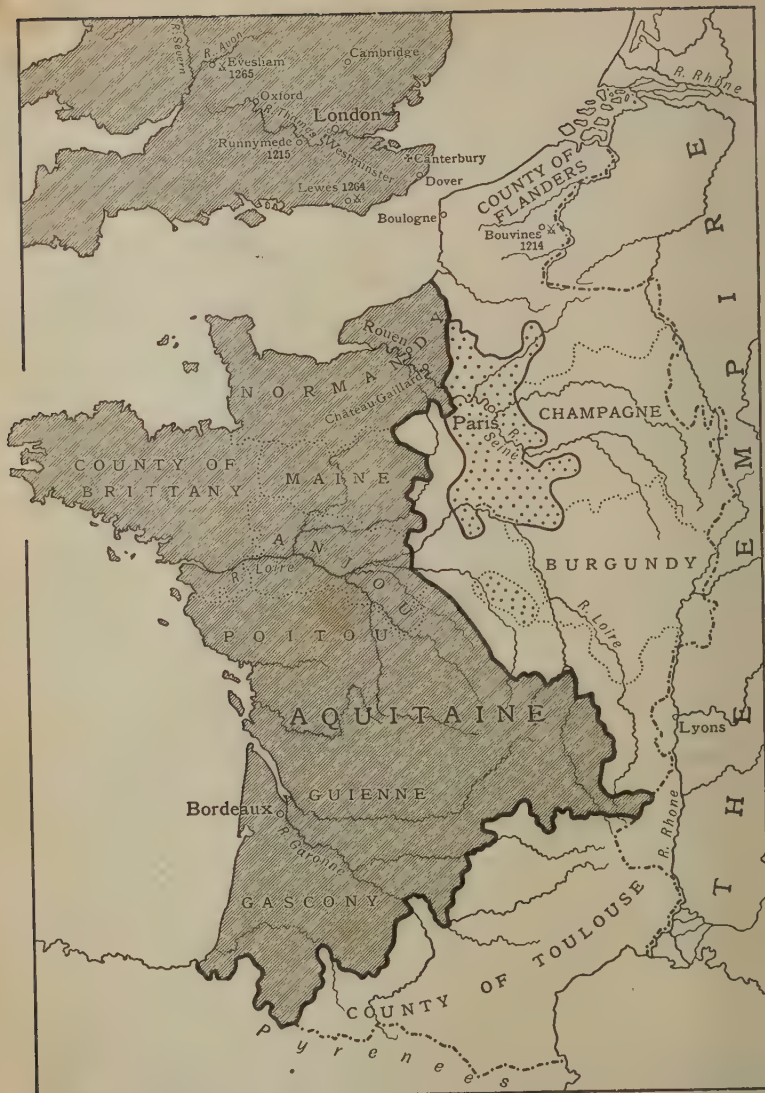 R. Severn
R. Avon
Evesham
1265
Cambridge
Oxford
R. Thames
London
Runnymede
1215
Westminster
Canterbury
Dover
Lewes 1264
Boulogne
COUNTY OF
FLANDERS
Bouvines
1214
R. Rhine
THE EMPIRE
NORMANDY
Rouen
Château Gaillard
Paris
R. Seine
CHAMPAGNE
COUNTY OF
BRITTANY
MAINE
ANJOU
R. Loire
BURGUNDY
R. Loire
POITOU
AQUITAINE
Lyons
GUIENNE
Bordeaux
R. Garonne
R. Rhone
GASCONY
COUNTY OF TOULOUSE
Pyrenees